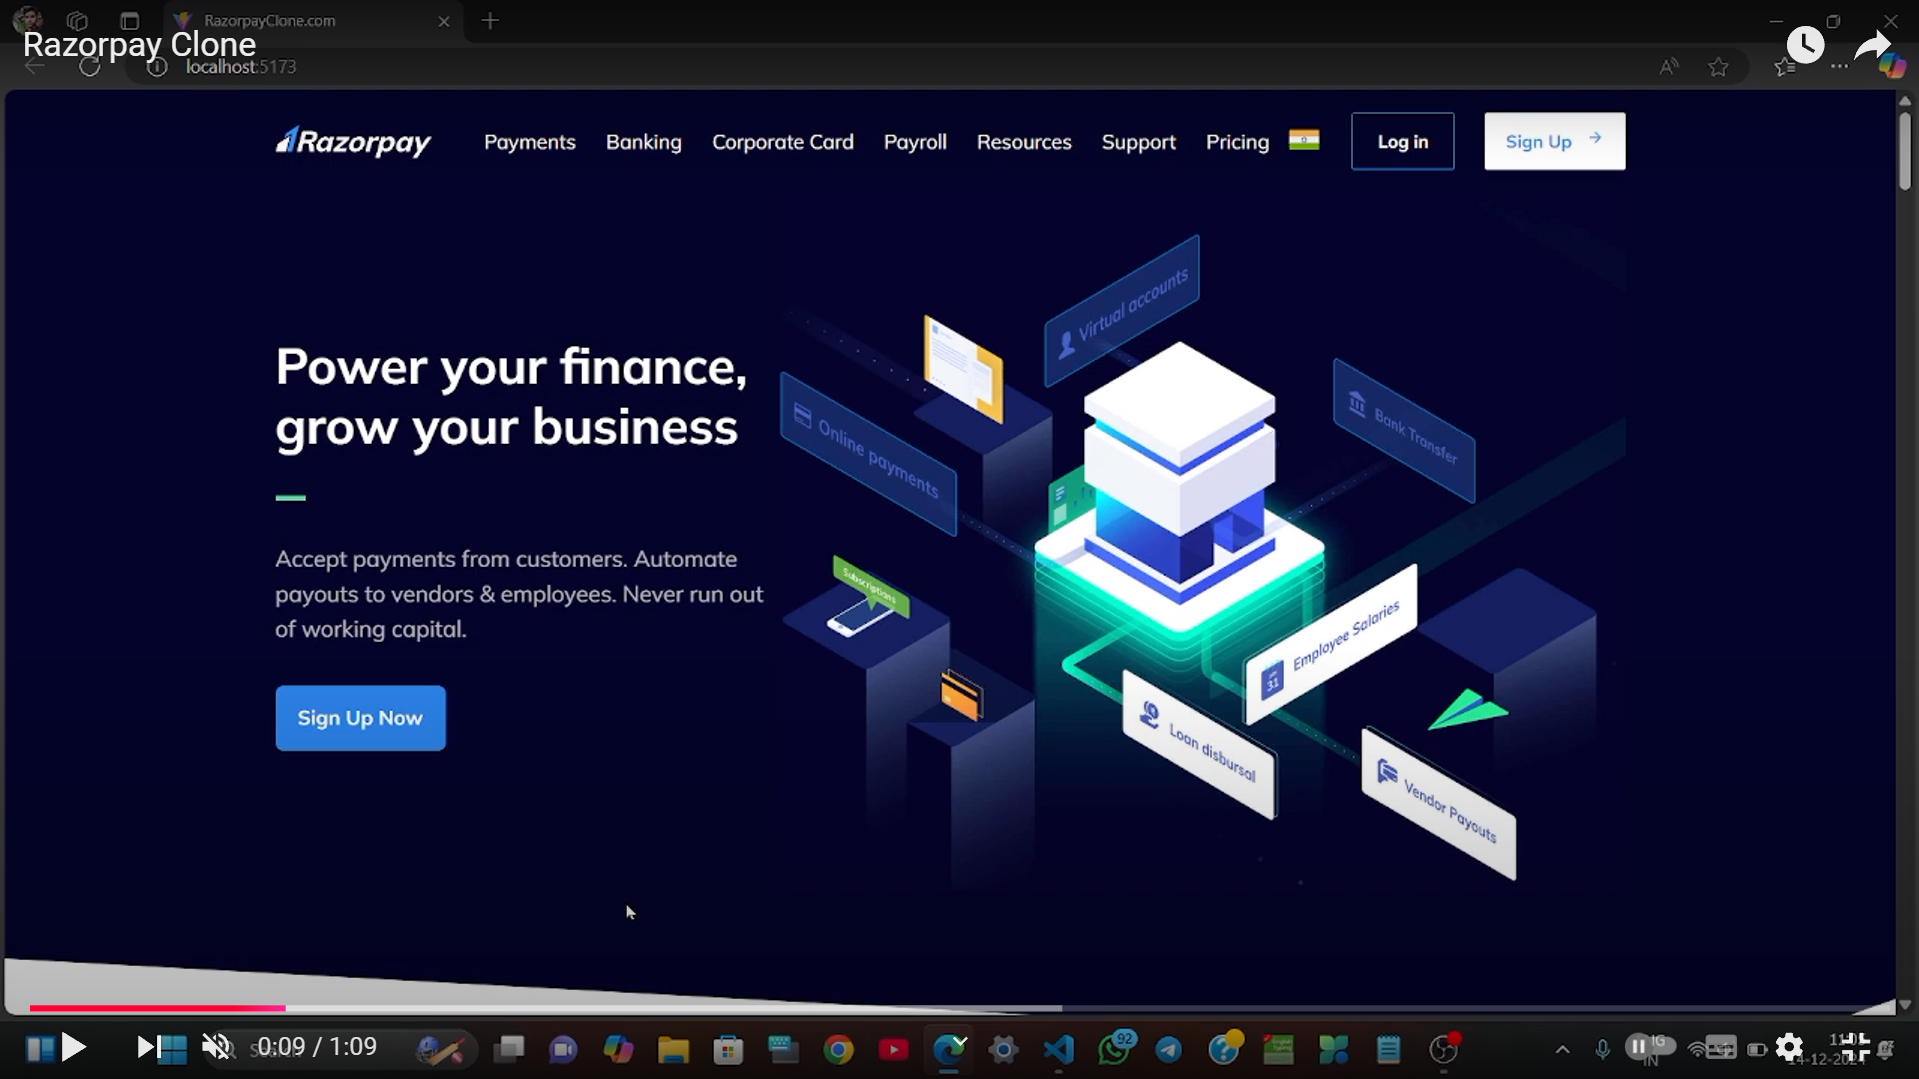 RazorpayClone.com
Razorpay Clone
localhost:5173
Razorpay
Payments
Banking
Corporate Card
Payroll
Resources
Support
Pricing
Log in
Sign Up
Virtual accounts
Bank Transfer
Online payments
Power your finance,
grow your business
Accept payments from customers. Automate
payouts to vendors & employees. Never run out
of working capital.
Subscriptions
Employee Salaries
31
Loan disbursal
Vendor Payouts
Sign Up Now
0:09 / 1:09
92
IN